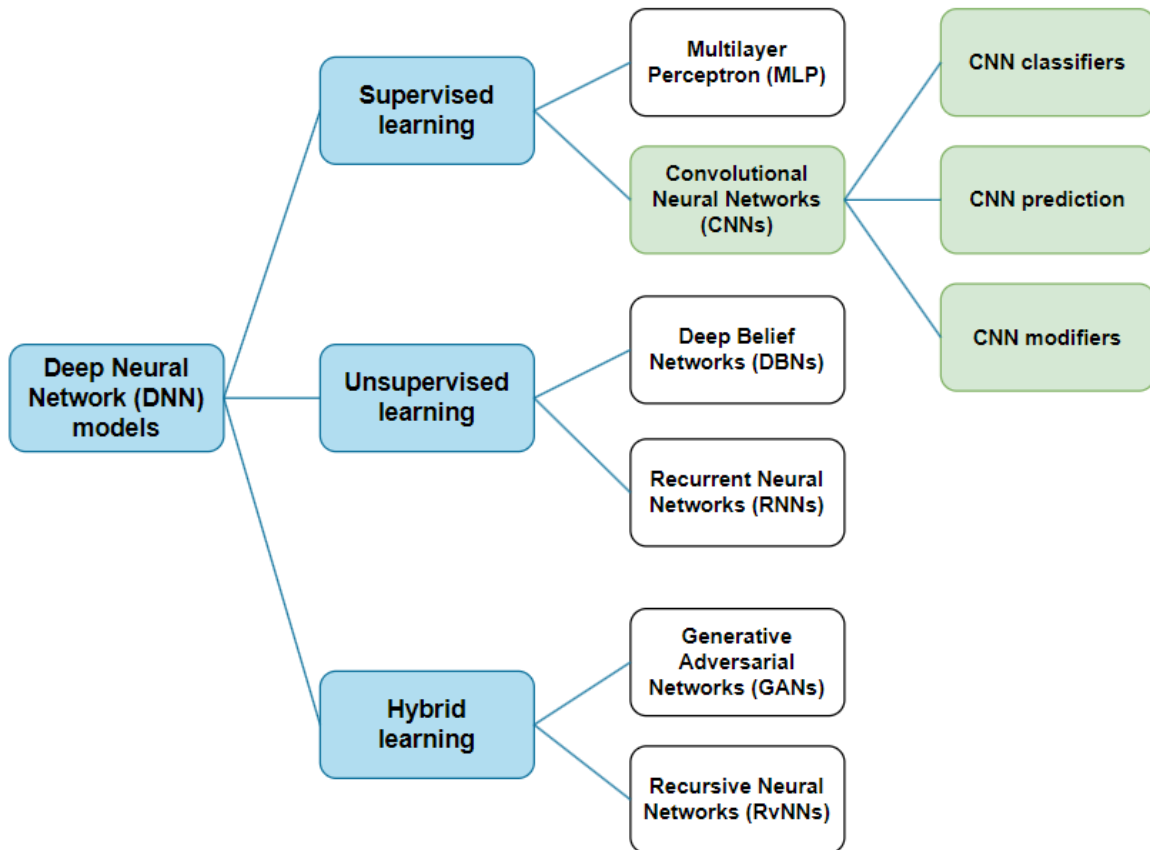 Deep Neural
Network (DNN)
models
Supervised
learning
Multilayer
Perceptron (MLP)
Convolutional
Neural Networks
(CNNs)
CNN classifiers
CNN prediction
CNN modifiers
Unsupervised
learning
Deep Belief
Networks (DBNs)
Recurrent Neural
Networks (RNNs)
Hybrid
learning
Generative
Adversarial
Networks (GANs)
Recursive Neural
Networks (RvNNs)